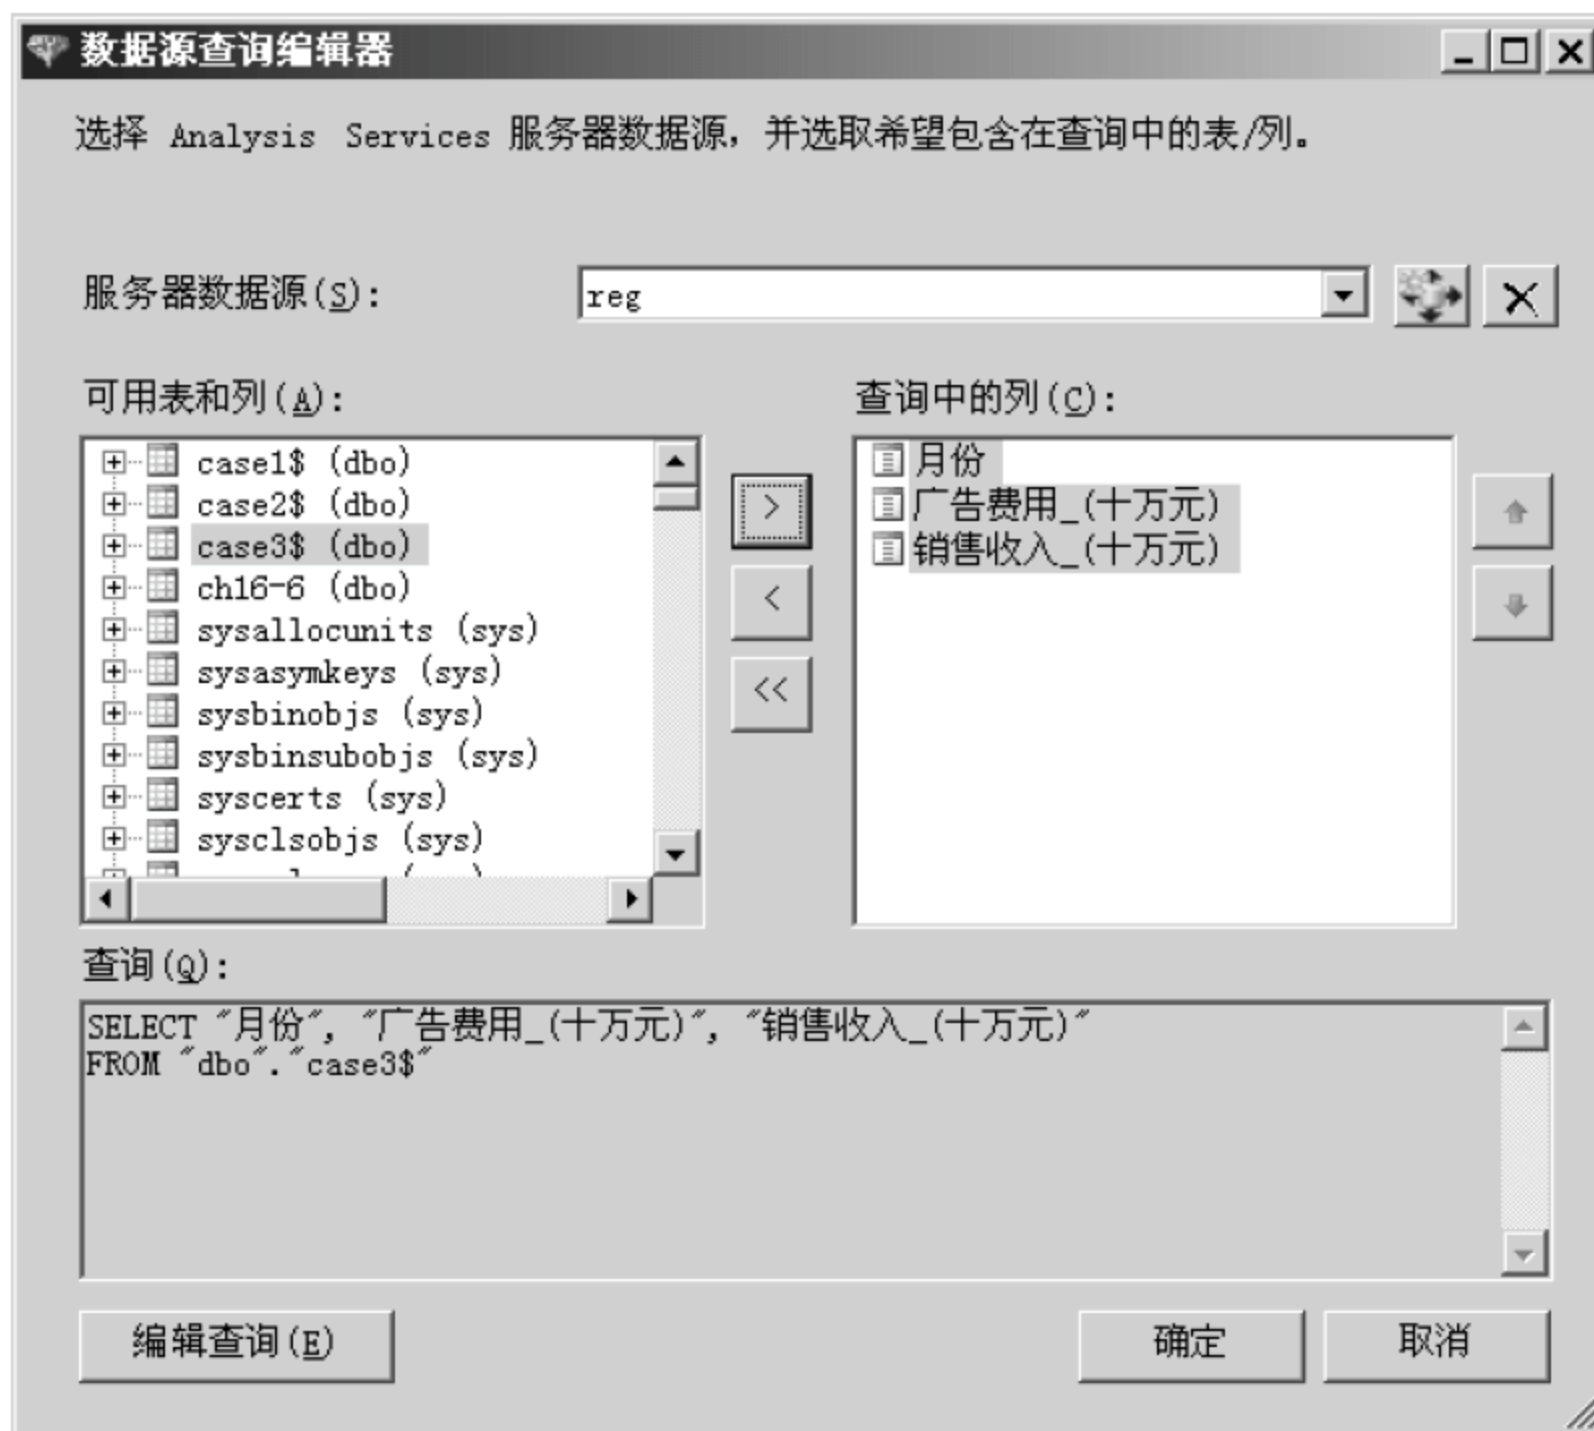 数据源查询编辑器
选择 Analysis Services 服务器数据源，并选取希望包含在查询中的表/列。
服务器数据源(S):
reg
可用表和列(A):
case1$ (dbo)
case2$ (dbo)
case3$ (dbo)
ch16-6 (dbo)
sysallocunits (sys)
sysasymkeys (sys)
sysbinobjs (sys)
sysbinsubobjs (sys)
syscerts (sys)
sysclsobjs (sys)
>
<
<<
查询中的列(C):
月份
广告费用_(十万元)
销售收入_(十万元)
查询(Q):
SELECT "月份", "广告费用_(十万元)", "销售收入_(十万元)"
FROM "dbo"."case3$"
编辑查询(E)
确定
取消